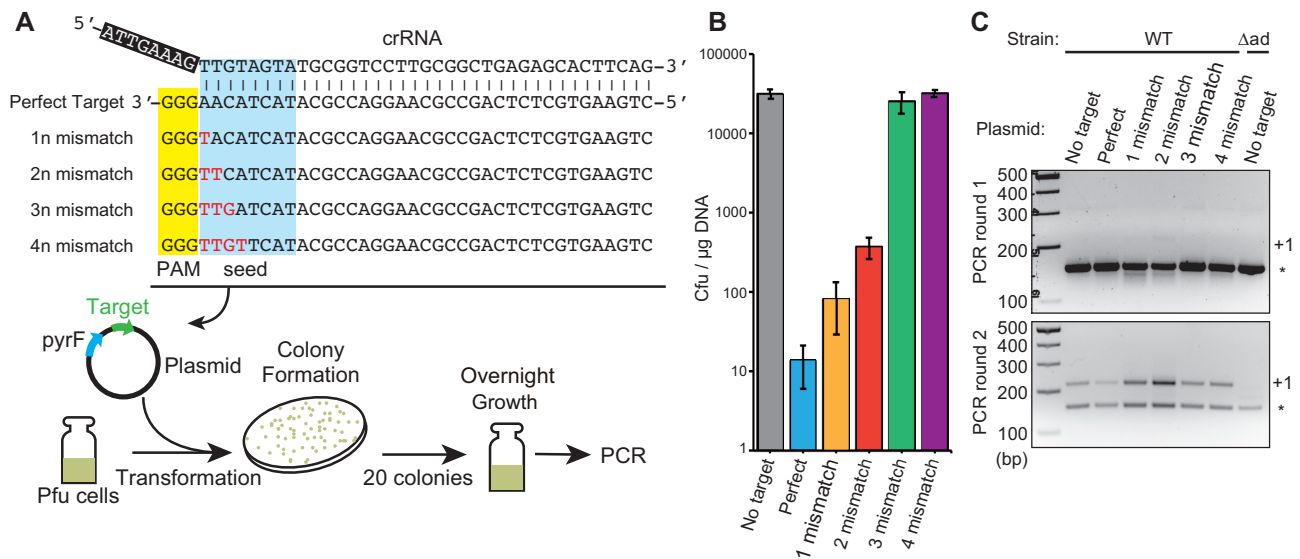 A
5’
ATTGAAAG
crRNA
TTGTAGTATGCGGTCCTTGCGGCTGAGAGCACTTCAG-3’
Perfect Target 3’-GGGAACATCATACGCCAGGAACGCCGACTCTCGTGAAGTC-5’
1n mismatch GGGTACATCATACGCCAGGAACGCCGACTCTCGTGAAGTC
2n mismatch GGGTTCATCATACGCCAGGAACGCCGACTCTCGTGAAGTC
3n mismatch GGGTTGATCATACGCCAGGAACGCCGACTCTCGTGAAGTC
4n mismatch GGGTTGTTCATACGCCAGGAACGCCGACTCTCGTGAAGTC
PAM seed
Target
pyrF
Plasmid
Colony
Formation
Overnight
Growth
Pfu cells
Transformation
20 colonies
PCR
B
Cfu / µg DNA
100000
10000
1000
100
10
1
No target
Perfect
1 mismatch
2 mismatch
3 mismatch
4 mismatch
C
Strain: WT Δad
Plasmid:
No target
Perfect
1 mismatch
2 mismatch
3 mismatch
4 mismatch
No target
PCR round 1
500
400
300
200
100
+1
*
PCR round 2
500
400
300
200
100
(bp)
+1
*